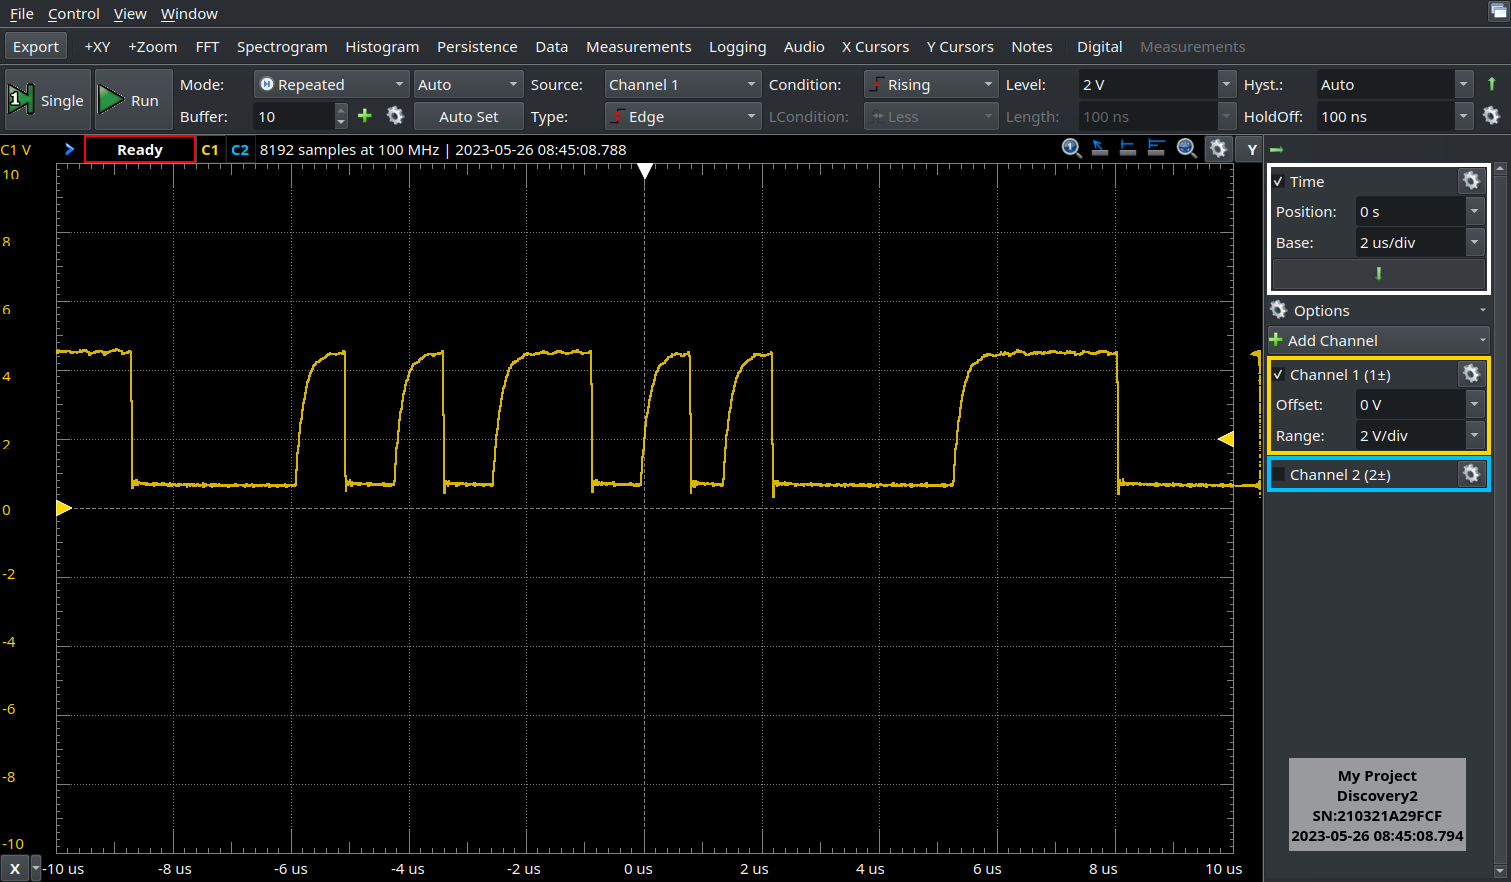 File Control View Window
Export +XY +Zoom FFT Spectrogram Histogram Persistence Data Measurements Logging Audio X Cursors Y Cursors Notes Digital Measurements
1 Single Run Mode: Repeated Auto Source: Channel 1 Condition: Rising Level: 2 V Hyst.: Auto
Buffer: 10 Auto Set Type: Edge LCondition: Less Length: 100 ns HoldOff: 100 ns
C1 V Ready C1 C2 8192 samples at 100 MHz | 2023-05-26 08:45:08.788 Y
10
8
6
4
2
0
-2
-4
-6
-8
-10
X -10 us -8 us -6 us -4 us -2 us 0 us 2 us 4 us 6 us 8 us 10 us
Time
Position: 0 s
Base: 2 us/div
Options
Add Channel
Channel 1 (1±)
Offset: 0 V
Range: 2 V/div
Channel 2 (2±)
My Project
Discovery2
SN:210321A29FCF
2023-05-26 08:45:08.794